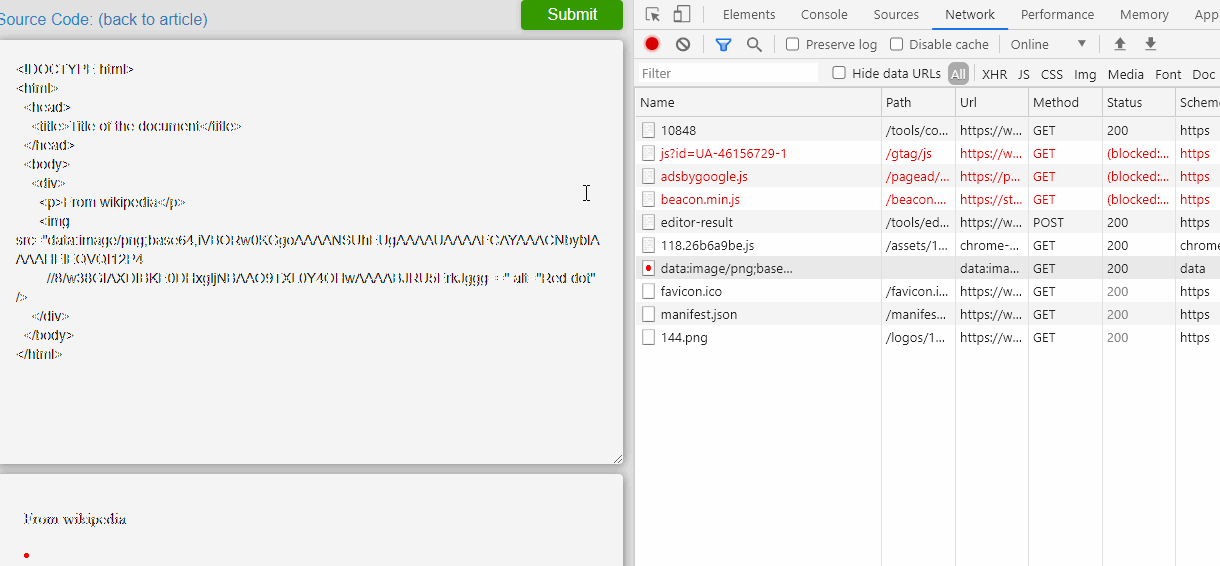 Source Code: (back to article)
Submit
<!DOCTYPE html>
<html>
<head>
<title>Title of the document</title>
</head>
<body>
<div>
<p>From wikipedia</p>
<img
src="data:image/png;base64,
alt="Red dot"
/>
</div>
</body>
</html>
From wikipedia
Elements Console Sources Network Performance Memory App
Preserve log Disable cache Online
Filter Hide data URLs All XHR JS CSS Img Media Font Doc
Name Path Url Method Status Scheme
10848 /tools/co... https://w... GET 200 https
js?id=UA-46156729-1 /gtag/js https://w... GET (blocked:... https
adsbygoogle.js /pagead/... https://p... GET (blocked:... https
beacon.min.js /beacon.... https://st... GET (blocked:... https
editor-result /tools/ed... https://w... POST 200 https
118.26b6a9be.js /assets/1... chrome-... GET 200 chrome
data:image/png;base... data:ima... GET 200 data
favicon.ico /favicon.i... https://w... GET 200 https
manifest.json /manifes... https://w... GET 200 https
144.png /logos/1... https://w... GET 200 https